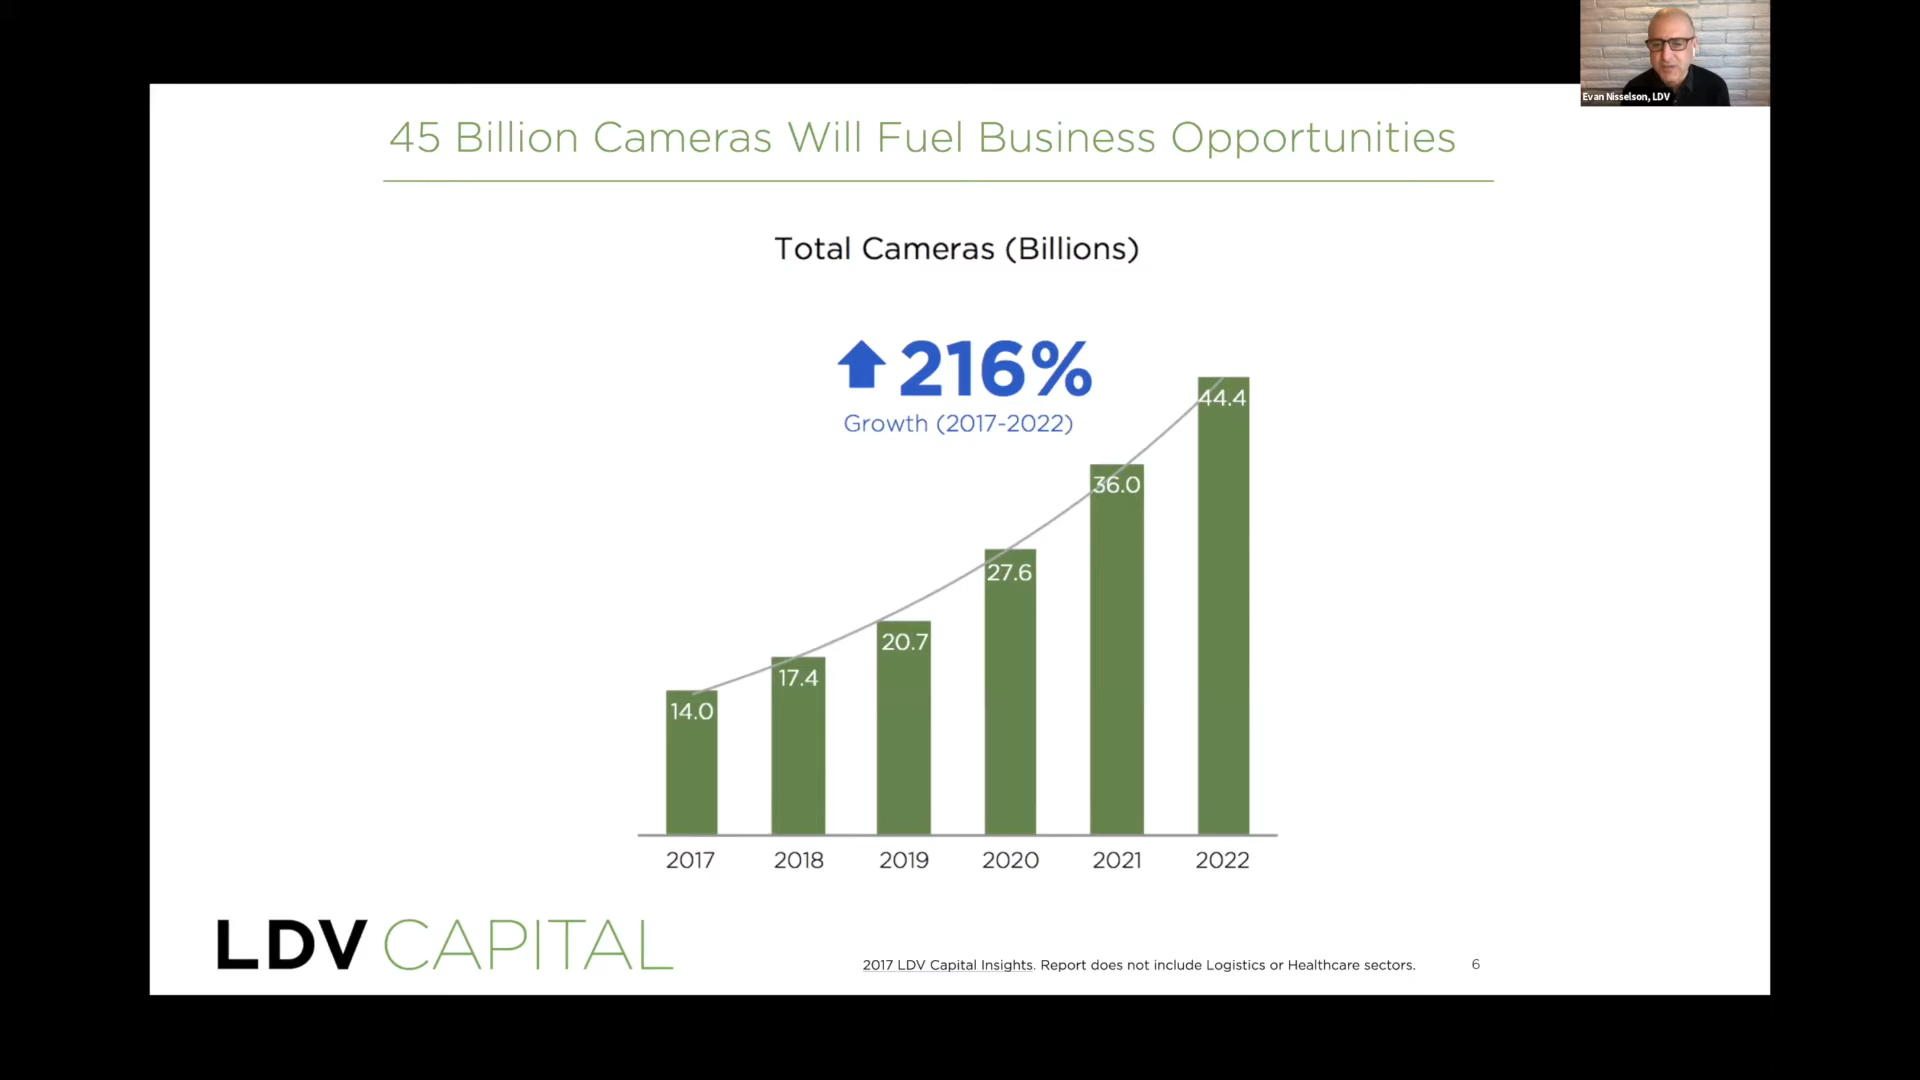 Evan Nisselson, LDV
45 Billion Cameras Will Fuel Business Opportunities
Total Cameras (Billions)
216%
Growth (2017-2022)
44.4
36.0
27.6
20.7
17.4
14.0
2017 2018 2019 2020 2021 2022
LDV CAPITAL
2017 LDV Capital Insights. Report does not include Logistics or Healthcare sectors. 6